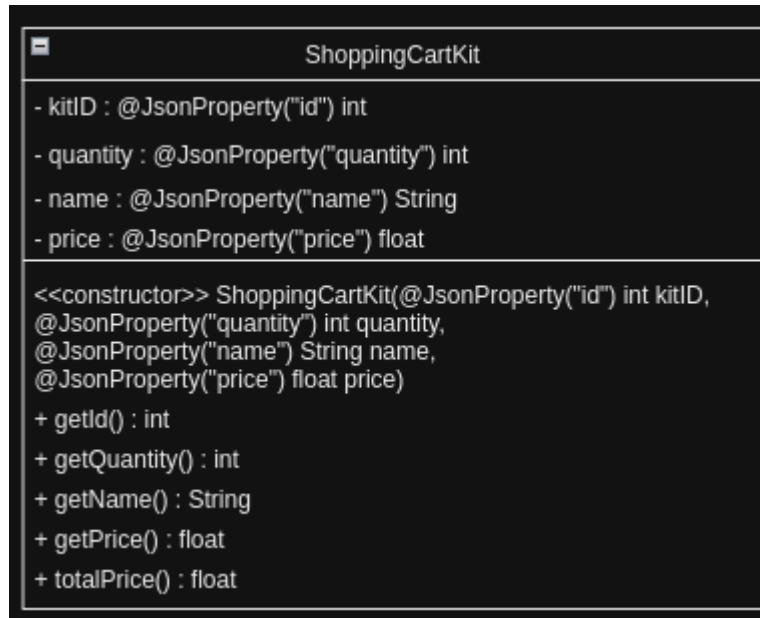 ShoppingCartKit
- kitID : @JsonProperty("id") int
- quantity : @JsonProperty("quantity") int
- name : @JsonProperty("name") String
- price : @JsonProperty("price") float
<<constructor>> ShoppingCartKit(@JsonProperty("id") int kitID,
@JsonProperty("quantity") int quantity,
@JsonProperty("name") String name,
@JsonProperty("price") float price)
+ getId() : int
+ getQuantity() : int
+ getName() : String
+ getPrice() : float
+ totalPrice() : float